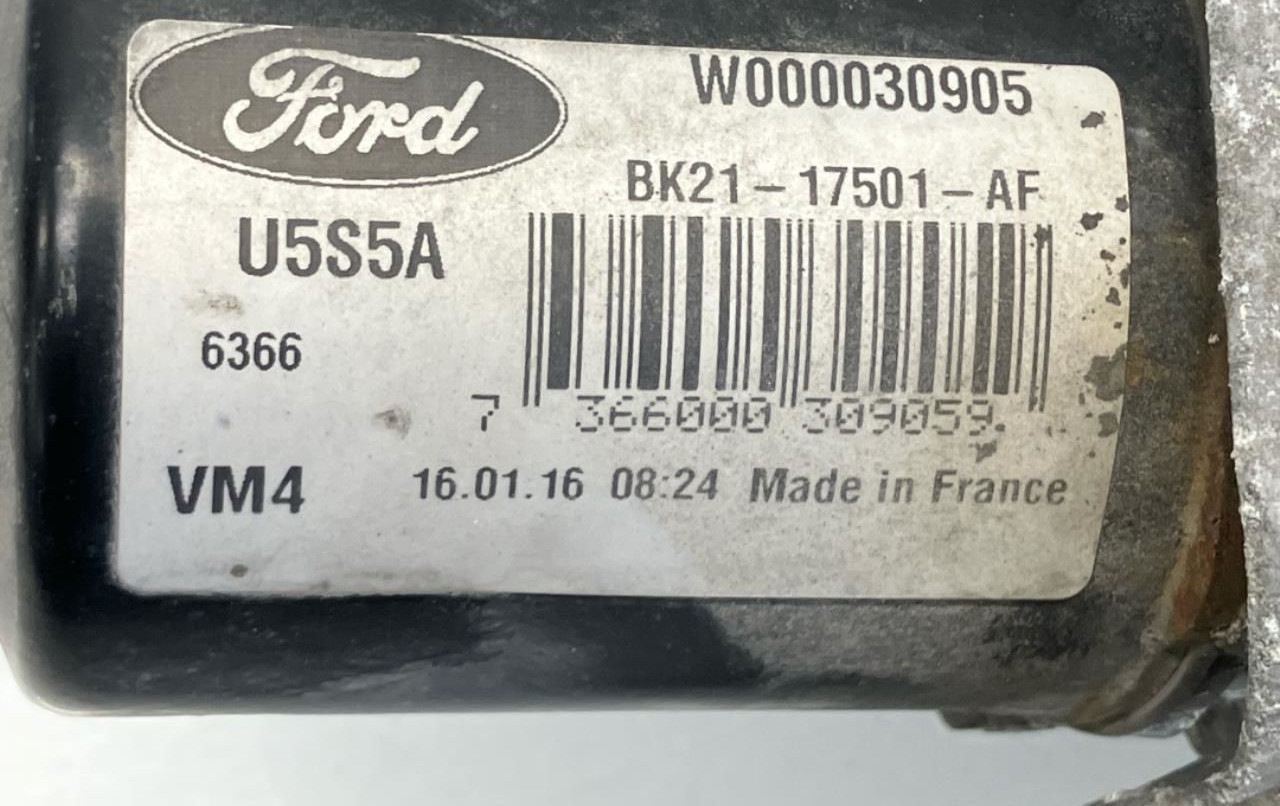 Ford
W000030905
BK21-17501-AF
U5S5A
6366
7 366000 309059
VM4 16.01.16 08:24 Made in France